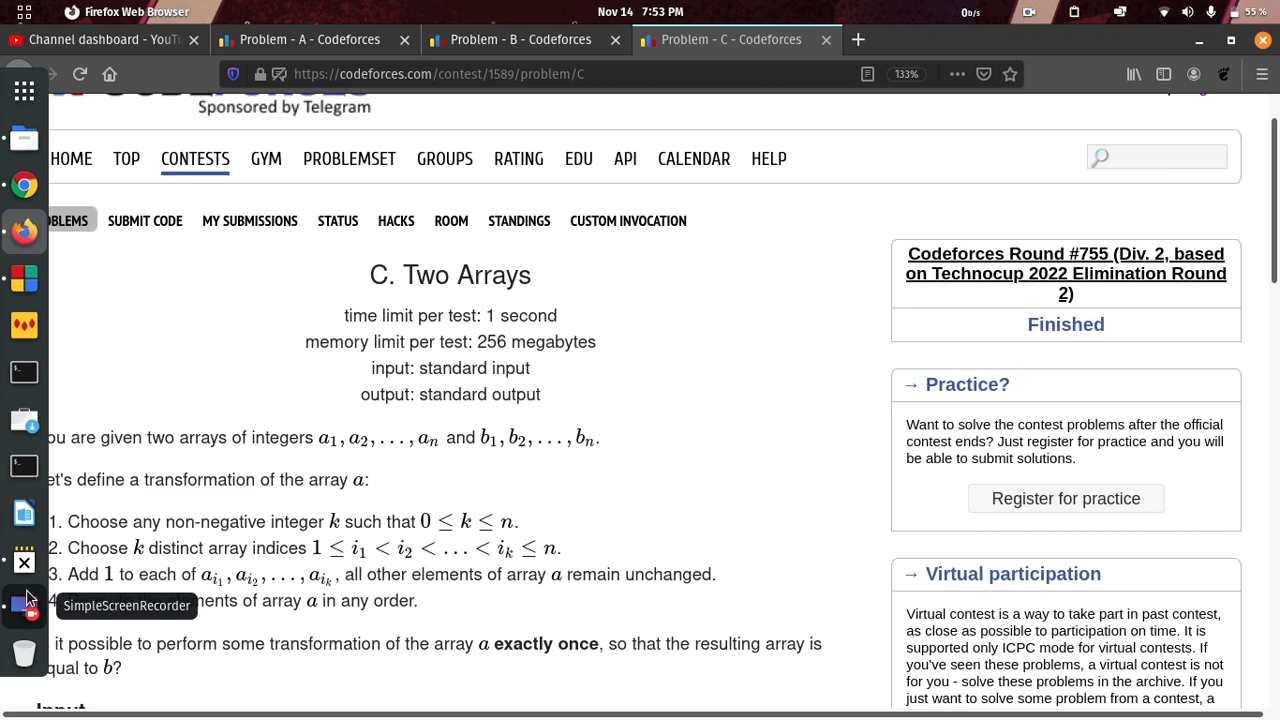 Firefox Web Browser
Nov 14 7:53 PM
0b/s
55 %
Channel dashboard - YouTu
Problem - A - Codeforces
Problem - B - Codeforces
Problem - C - Codeforces
https://codeforces.com/contest/1589/problem/C
133%
Sponsored by Telegram
HOME TOP CONTESTS GYM PROBLEMSET GROUPS RATING EDU API CALENDAR HELP
OBLEMS SUBMIT CODE MY SUBMISSIONS STATUS HACKS ROOM STANDINGS CUSTOM INVOCATION
C. Two Arrays
time limit per test: 1 second
memory limit per test: 256 megabytes
input: standard input
output: standard output
ou are given two arrays of integers a₁, a₂, …, aₙ and b₁, b₂, …, bₙ.
et's define a transformation of the array a:
1. Choose any non-negative integer k such that 0 ≤ k ≤ n.
2. Choose k distinct array indices 1 ≤ i₁ < i₂ < … < iₖ ≤ n.
3. Add 1 to each of a_{i₁}, a_{i₂}, …, a_{iₖ}, all other elements of array a remain unchanged.
4 ments of array a in any order.
SimpleScreenRecorder
it possible to perform some transformation of the array a exactly once, so that the resulting array is
qual to b?
Input
Codeforces Round #755 (Div. 2, based
on Technocup 2022 Elimination Round
2)
Finished
→ Practice?
Want to solve the contest problems after the official
contest ends? Just register for practice and you will
be able to submit solutions.
Register for practice
→ Virtual participation
Virtual contest is a way to take part in past contest,
as close as possible to participation on time. It is
supported only ICPC mode for virtual contests. If
you've seen these problems, a virtual contest is not
for you - solve these problems in the archive. If you
just want to solve some problem from a contest, a